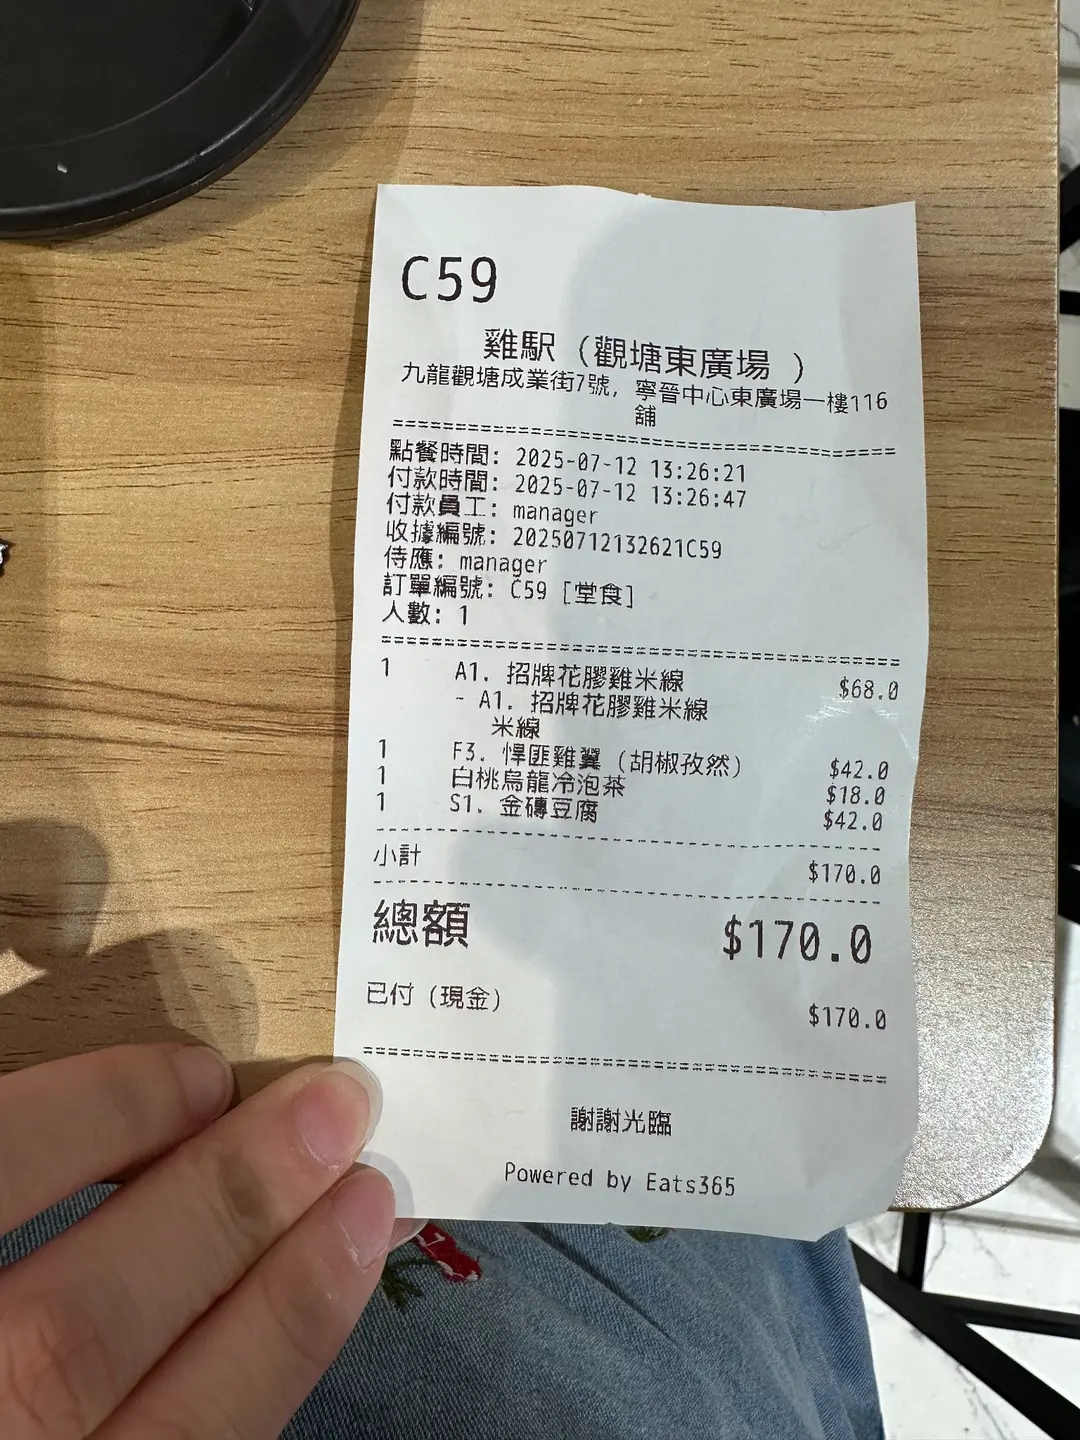 C59
雞駅（觀塘東廣場 ）
九龍觀塘成業街7號, 寧晉中心東廣場一樓116
舖
點餐時間: 2025-07-12 13:26:21
付款時間: 2025-07-12 13:26:47
付款員工: manager
收據編號: 20250712132621C59
侍應: manager
訂單編號: C59 [堂食]
人數: 1
1 A1. 招牌花膠雞米線 $68.0
- A1. 招牌花膠雞米線
米線
1 F3. 悍匪雞翼（胡椒孜然） $42.0
1 白桃烏龍冷泡茶 $18.0
1 S1. 金磚豆腐 $42.0
小計 $170.0
總額 $170.0
已付（現金） $170.0
謝謝光臨
Powered by Eats365